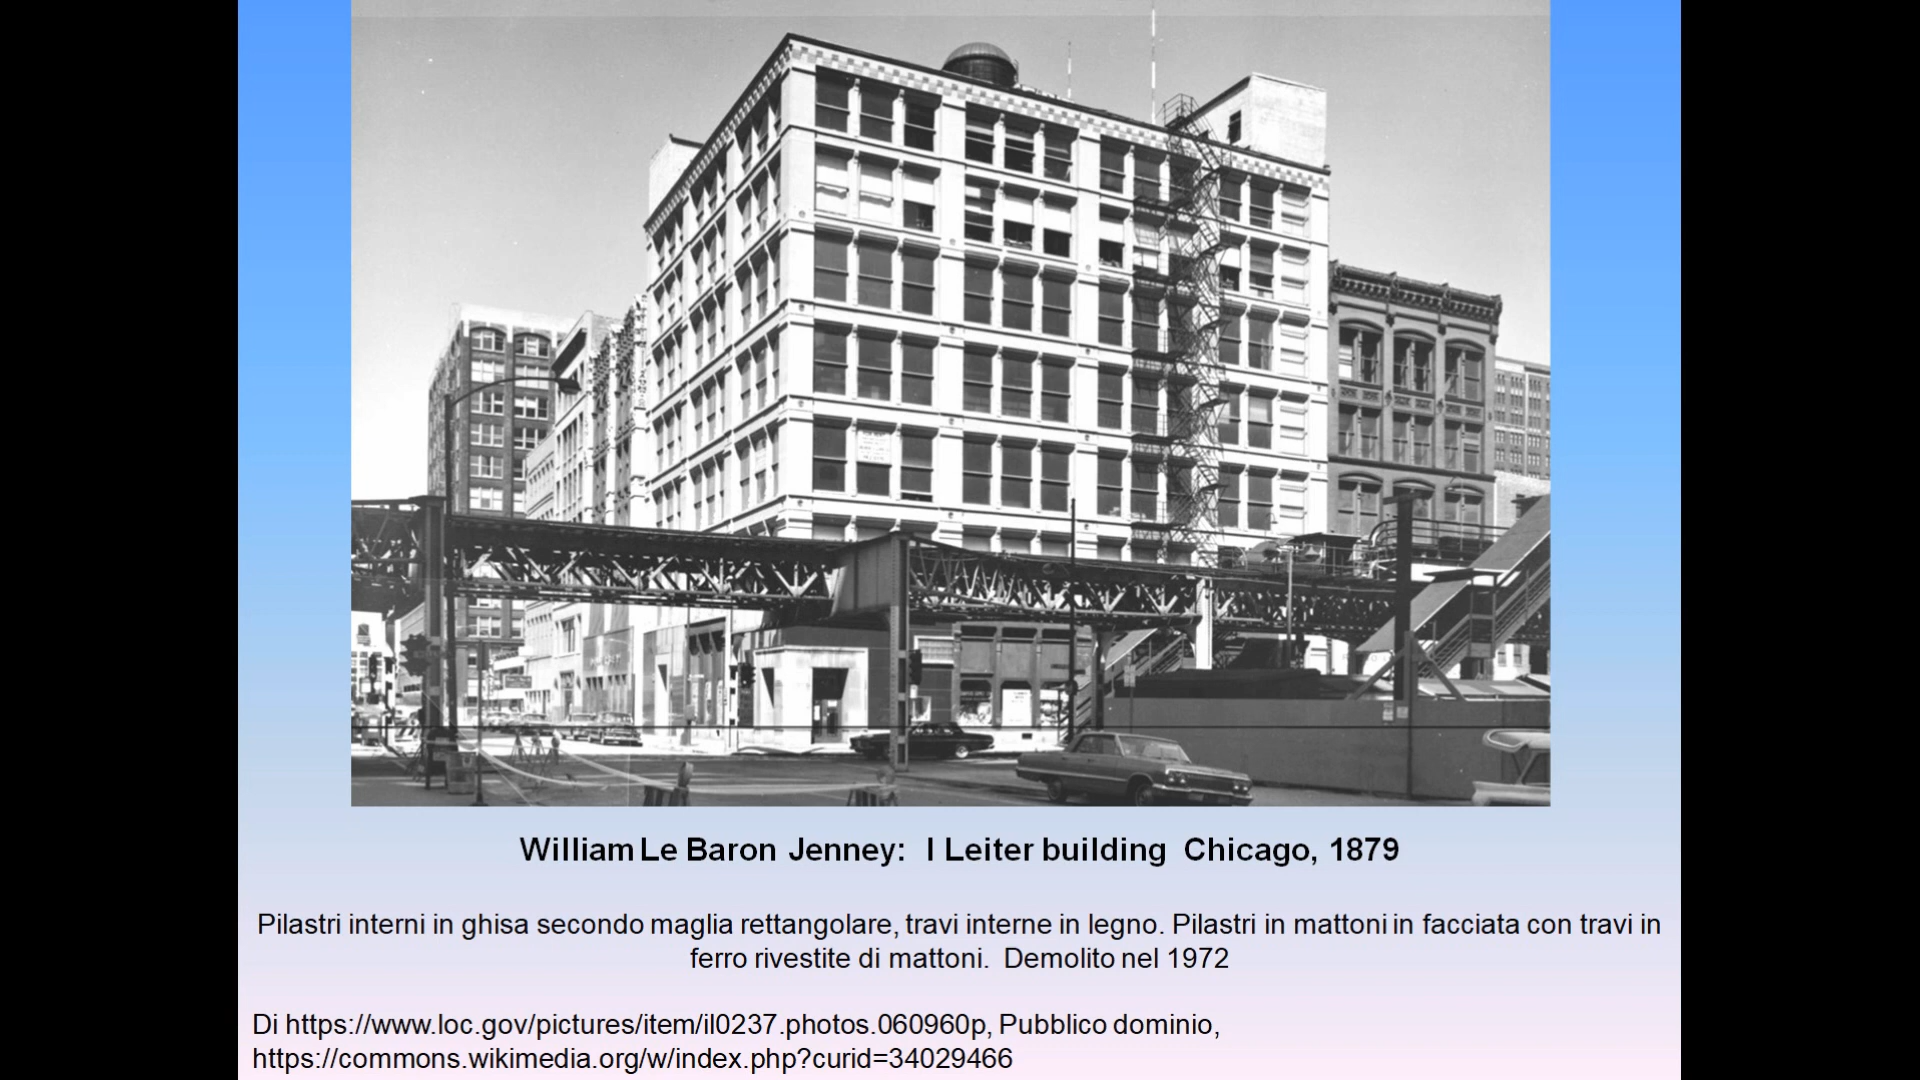 William Le Baron Jenney:  I Leiter building  Chicago, 1879
Pilastri interni in ghisa secondo maglia rettangolare, travi interne in legno. Pilastri in mattoni in facciata con travi in
ferro rivestite di mattoni.  Demolito nel 1972
Di https://www.loc.gov/pictures/item/il0237.photos.060960p, Pubblico dominio,
https://commons.wikimedia.org/w/index.php?curid=34029466